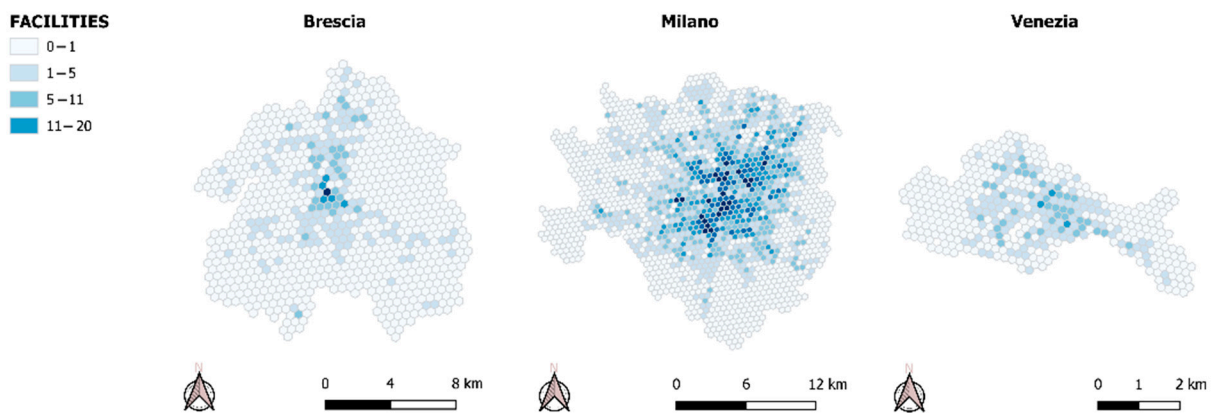 FACILITIES
0–1
1–5
5–11
11–20
Brescia
Milano
Venezia
N
0 4 8 km
N
0 6 12 km
N
0 1 2 km